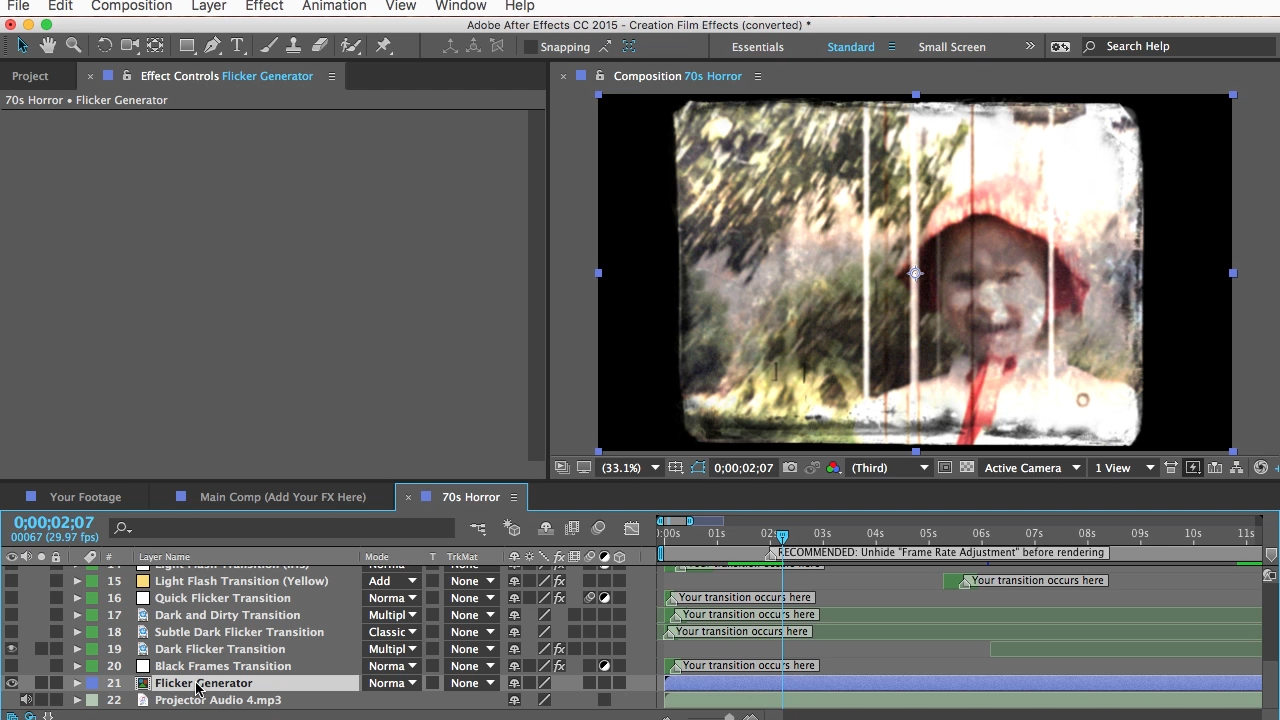 File Edit Composition Layer Effect Animation View Window Help
Adobe After Effects CC 2015 - Creation Film Effects (converted) *
Snapping Essentials Standard Small Screen Search Help
Project Effect Controls Flicker Generator Composition 70s Horror
70s Horror • Flicker Generator
(33.1%) 0;00;02;07 (Third) Active Camera 1 View
Your Footage Main Comp (Add Your FX Here) 70s Horror
0;00;02;07
00067 (29.97 fps)
0:00s 01s 02s 03s 04s 05s 06s 07s 08s 09s 10s 11s
# Layer Name Mode T TrkMat RECOMMENDED: Unhide "Frame Rate Adjustment" before rendering
15 Light Flash Transition (Yellow) Add None Your transition occurs here
16 Quick Flicker Transition Norma None Your transition occurs here
17 Dark and Dirty Transition Multipl None Your transition occurs here
18 Subtle Dark Flicker Transition Classic None Your transition occurs here
19 Dark Flicker Transition Multipl None
20 Black Frames Transition Norma None Your transition occurs here
21 Flicker Generator Norma None
22 Projector Audio 4.mp3